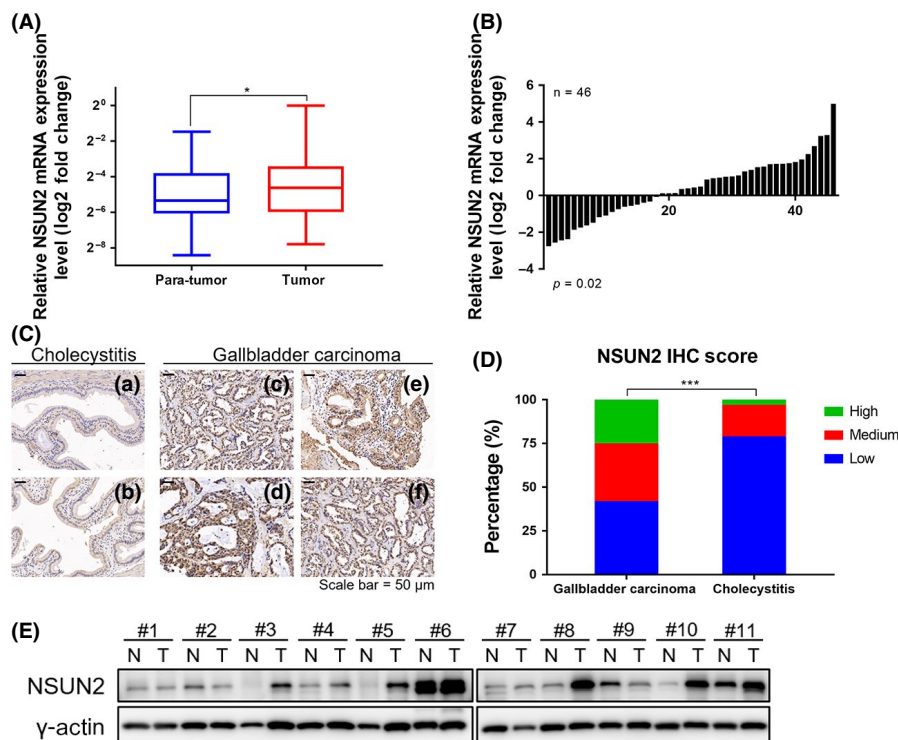 (A)
Relative NSUN2 mRNA expression
level (log2 fold change)
2⁰
2⁻²
2⁻⁴
2⁻⁶
2⁻⁸
*
Para-tumor
Tumor
(B)
Relative NSUN2 mRNA expression
level (log2 fold change)
6
4
2
0
−2
−4
n = 46
20
40
p = 0.02
(C)
Cholecystitis
Gallbladder carcinoma
(a)
(c)
(e)
(b)
(d)
(f)
Scale bar = 50 μm
(D)
NSUN2 IHC score
***
Percentage (%)
100
75
50
25
0
High
Medium
Low
Gallbladder carcinoma
Cholecystitis
(E)
#1 #2 #3 #4 #5 #6 #7 #8 #9 #10 #11
N T N T N T N T N T N T N T N T N T N T N T
NSUN2
γ-actin